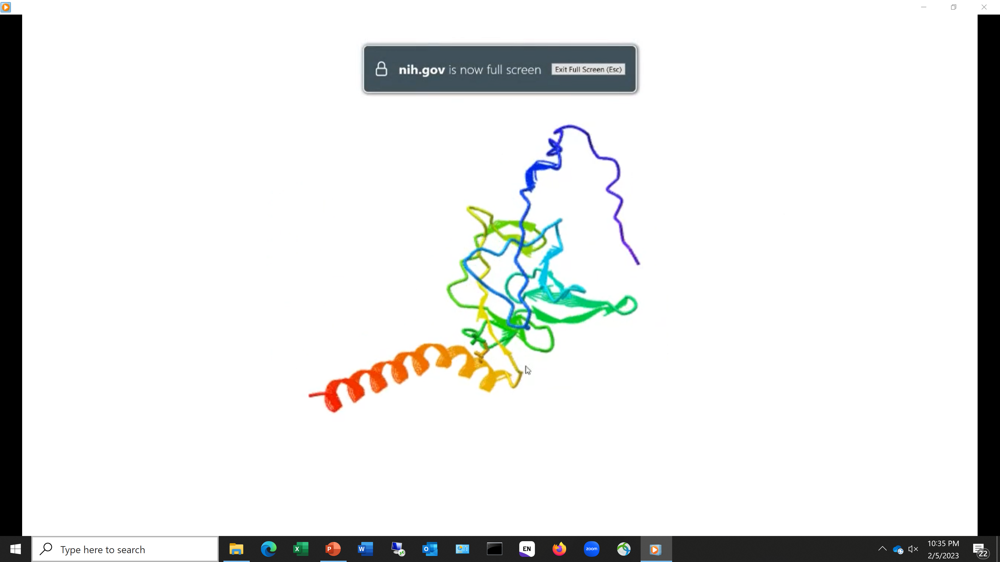 nih.gov is now full screen Exit Full Screen (Esc)
Type here to search
X
P
W
O
EN
zoom
10:35 PM
2/5/2023
22